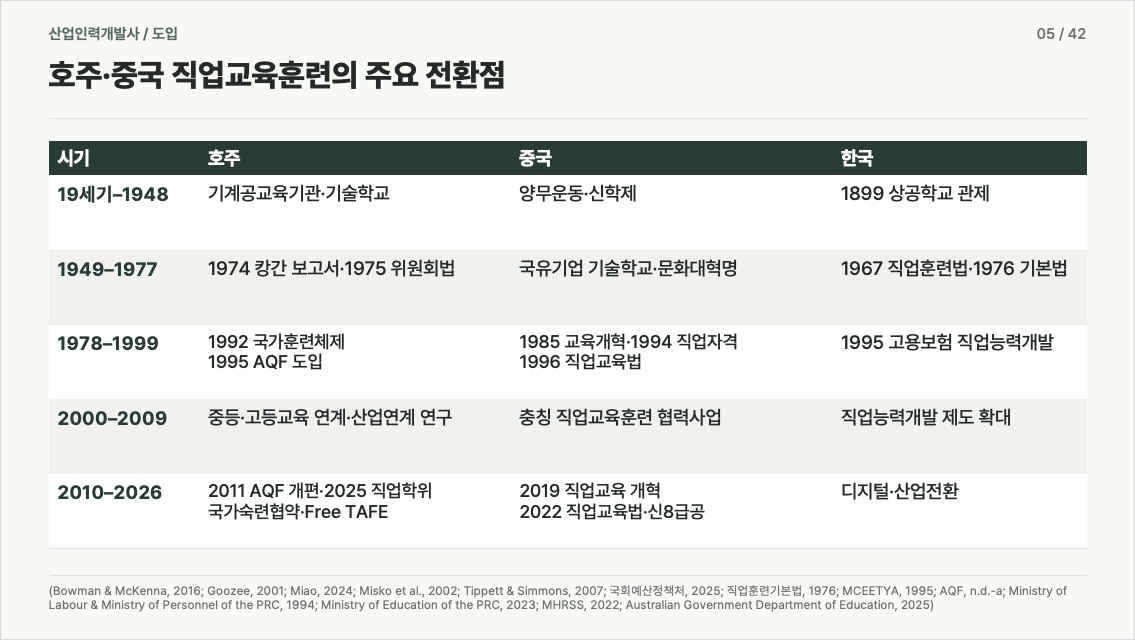 산업인력개발사 / 도입
05 / 42
호주·중국 직업교육훈련의 주요 전환점
시기 호주 중국 한국
19세기–1948 기계공교육기관·기술학교 양무운동·신학제 1899 상공학교 관제
1949–1977 1974 캉간 보고서·1975 위원회법 국유기업 기술학교·문화대혁명 1967 직업훈련법·1976 기본법
1978–1999 1992 국가훈련체제 1985 교육개혁·1994 직업자격 1995 고용보험 직업능력개발
1995 AQF 도입 1996 직업교육법
2000–2009 중등·고등교육 연계·산업연계 연구 충칭 직업교육훈련 협력사업 직업능력개발 제도 확대
2010–2026 2011 AQF 개편·2025 직업학위 2019 직업교육 개혁 디지털·산업전환
국가숙련협약·Free TAFE 2022 직업교육법·신8급공
(Bowman & McKenna, 2016; Goozee, 2001; Miao, 2024; Misko et al., 2002; Tippett & Simmons, 2007; 국회예산정책처, 2025; 직업훈련기본법, 1976; MCEETYA, 1995; AQF, n.d.-a; Ministry of
Labour & Ministry of Personnel of the PRC, 1994; Ministry of Education of the PRC, 2023; MHRSS, 2022; Australian Government Department of Education, 2025)